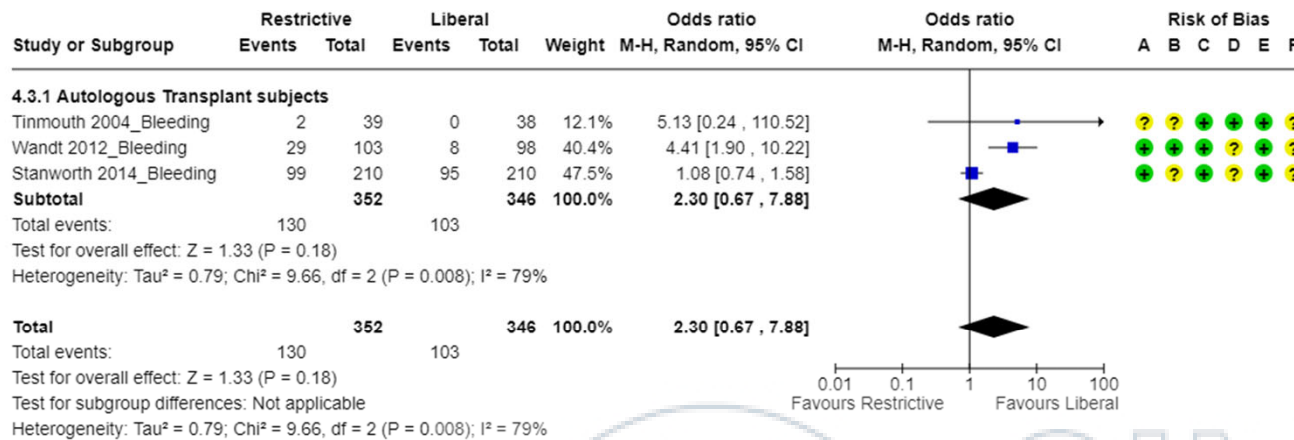 Restrictive Liberal Odds ratio Odds ratio Risk of Bias
Study or Subgroup Events Total Events Total Weight M-H, Random, 95% CI M-H, Random, 95% CI A B C D E F
4.3.1 Autologous Transplant subjects
Tinmouth 2004_Bleeding 2 39 0 38 12.1% 5.13 [0.24 , 110.52] ? ? + + + ?
Wandt 2012_Bleeding 29 103 8 98 40.4% 4.41 [1.90 , 10.22] + + + ? + ?
Stanworth 2014_Bleeding 99 210 95 210 47.5% 1.08 [0.74 , 1.58] + ? + ? + ?
Subtotal 352 346 100.0% 2.30 [0.67 , 7.88]
Total events: 130 103
Test for overall effect: Z = 1.33 (P = 0.18)
Heterogeneity: Tau² = 0.79; Chi² = 9.66, df = 2 (P = 0.008); I² = 79%
Total 352 346 100.0% 2.30 [0.67 , 7.88]
Total events: 130 103
Test for overall effect: Z = 1.33 (P = 0.18)
Test for subgroup differences: Not applicable
Heterogeneity: Tau² = 0.79; Chi² = 9.66, df = 2 (P = 0.008); I² = 79%
0.01 0.1 1 10 100
Favours Restrictive Favours Liberal